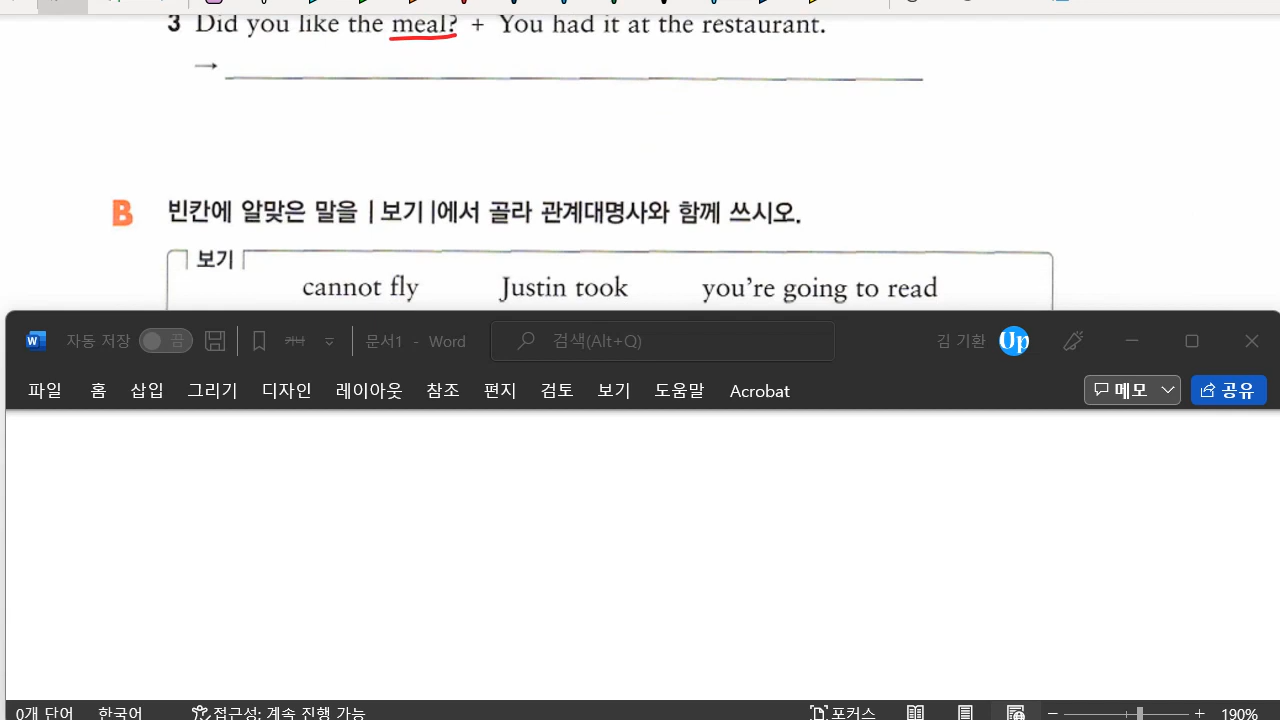 3 Did you like the meal? + You had it at the restaurant.
→
B 빈칸에 알맞은 말을 | 보기 |에서 골라 관계대명사와 함께 쓰시오.
보기
cannot fly Justin took you're going to read
자동 저장 끔 가나 문서1 - Word 검색(Alt+Q) 김 기환 Up
파일 홈 삽입 그리기 디자인 레이아웃 참조 편지 검토 보기 도움말 Acrobat 메모 공유
0개 단어 한국어 접근성: 계속 진행 가능 포커스 190%